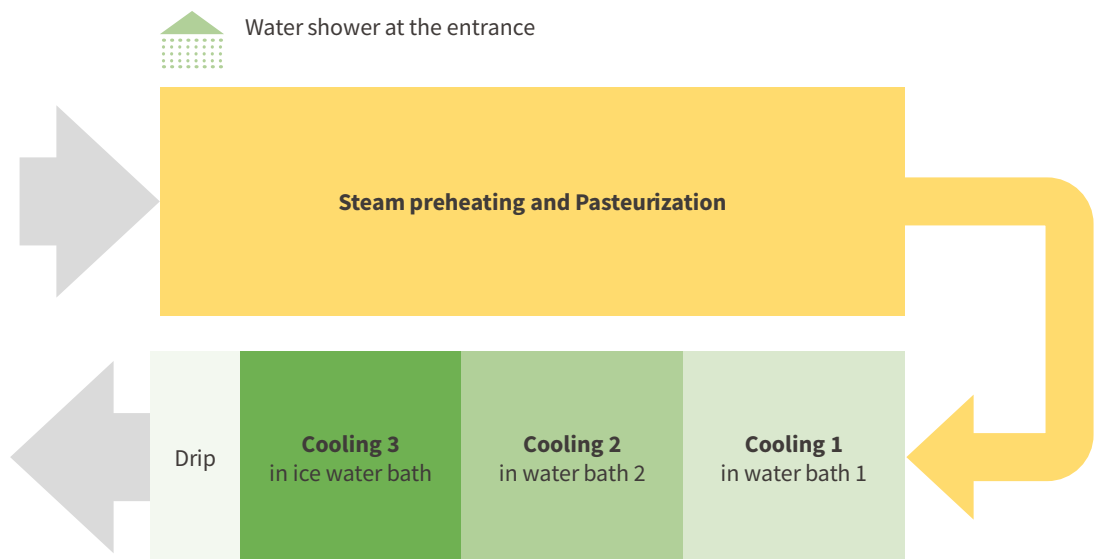 Water shower at the entrance
Steam preheating and Pasteurization
Drip
Cooling 3
in ice water bath
Cooling 2
in water bath 2
Cooling 1
in water bath 1